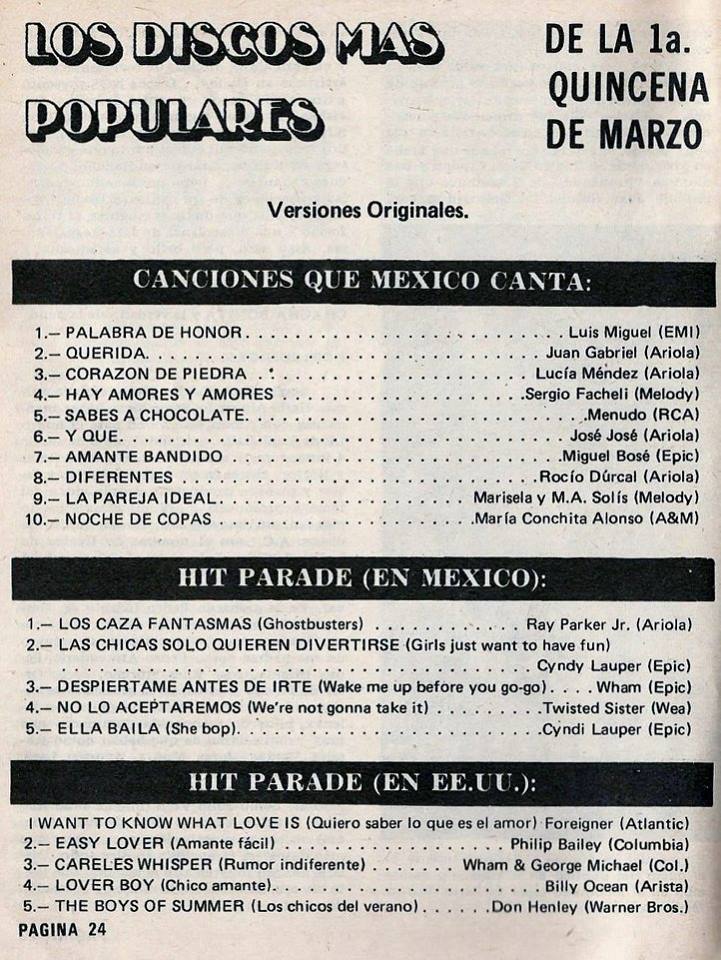 LOS DISCOS MAS
POPULARES
DE LA 1a.
QUINCENA
DE MARZO
Versiones Originales.
CANCIONES QUE MEXICO CANTA:
1.— PALABRA DE HONOR. . . . . . . . . . . . . . . . . . . . . . . . . Luis Miguel (EMI)
2.— QUERIDA. . . . . . . . . . . . . . . . . . . . . . . . . . . . . . . Juan Gabriel (Ariola)
3.— CORAZON DE PIEDRA . . . . . . . . . . . . . . . . . . . . . Lucía Méndez (Ariola)
4.— HAY AMORES Y AMORES . . . . . . . . . . . . . . . . . . .Sergio Facheli (Melody)
5.— SABES A CHOCOLATE. . . . . . . . . . . . . . . . . . . . . . . . .Menudo (RCA)
6.— Y QUE. . . . . . . . . . . . . . . . . . . . . . . . . . . . . . . . . José José (Ariola)
7.— AMANTE BANDIDO . . . . . . . . . . . . . . . . . . . . . . . .Miguel Bosé (Epic)
8.— DIFERENTES . . . . . . . . . . . . . . . . . . . . . . . . . . .Rocío Dúrcal (Ariola)
9.— LA PAREJA IDEAL. . . . . . . . . . . . . . . . . . . Marisela y M.A. Solís (Melody)
10.— NOCHE DE COPAS . . . . . . . . . . . . . . . . . . .María Conchita Alonso (A&M)
HIT PARADE (EN MEXICO):
1.— LOS CAZA FANTASMAS (Ghostbusters) . . . . . . . . . . . . Ray Parker Jr. (Ariola)
2.— LAS CHICAS SOLO QUIEREN DIVERTIRSE (Girls just want to have fun)
. . . . . . . . . . . . . . . . . . . . . . . . . . . . . . . . . . . . . Cyndy Lauper (Epic)
3.— DESPIERTAME ANTES DE IRTE (Wake me up before you go-go). . . . Wham (Epic)
4.— NO LO ACEPTAREMOS (We're not gonna take it) . . . . . . . . .Twisted Sister (Wea)
5.— ELLA BAILA (She bop). . . . . . . . . . . . . . . . . . . . . . . .Cyndi Lauper (Epic)
HIT PARADE (EN EE.UU.):
I WANT TO KNOW WHAT LOVE IS (Quiero saber lo que es el amor) Foreigner (Atlantic)
2.— EASY LOVER (Amante fácil) . . . . . . . . . . . . . . . . . . Philip Bailey (Columbia)
3.— CARELES WHISPER (Rumor indiferente) . . . . . . . . Wham & George Michael (Col.)
4.— LOVER BOY (Chico amante). . . . . . . . . . . . . . . . . . . . . Billy Ocean (Arista)
5.— THE BOYS OF SUMMER (Los chicos del verano) . . . . . .Don Henley (Warner Bros.)
PAGINA 24